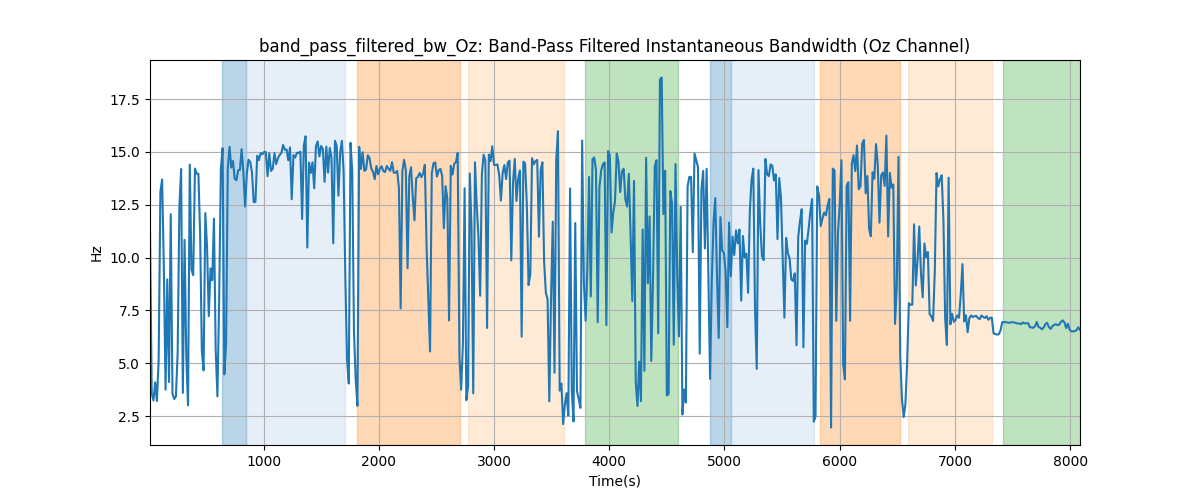 band_pass_filtered_bw_Oz: Band-Pass Filtered Instantaneous Bandwidth (Oz Channel)
17.5
15.0
12.5
10.0
7.5
5.0
2.5
Hz
1000 2000 3000 4000 5000 6000 7000 8000
Time(s)